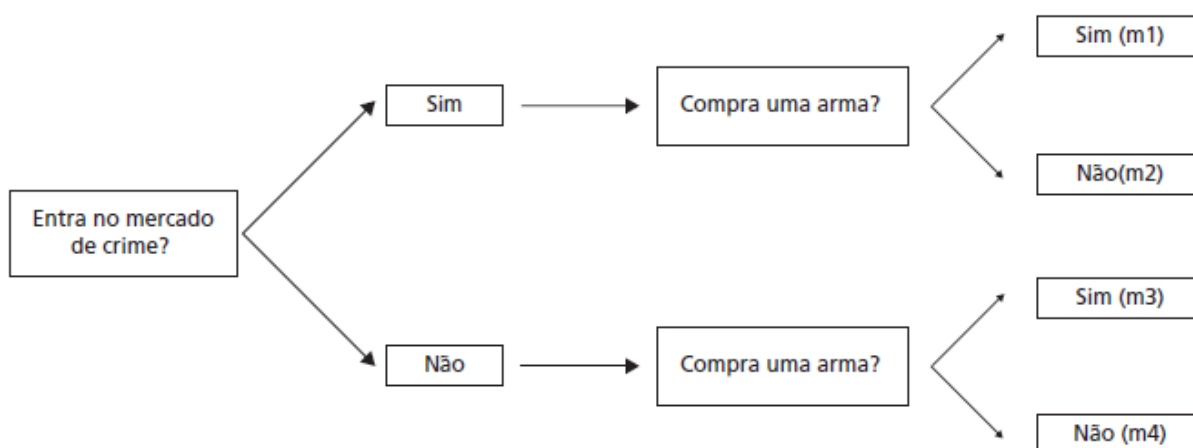 Entra no mercado
de crime?
Sim
Não
Compra uma arma?
Compra uma arma?
Sim (m1)
Não(m2)
Sim (m3)
Não (m4)